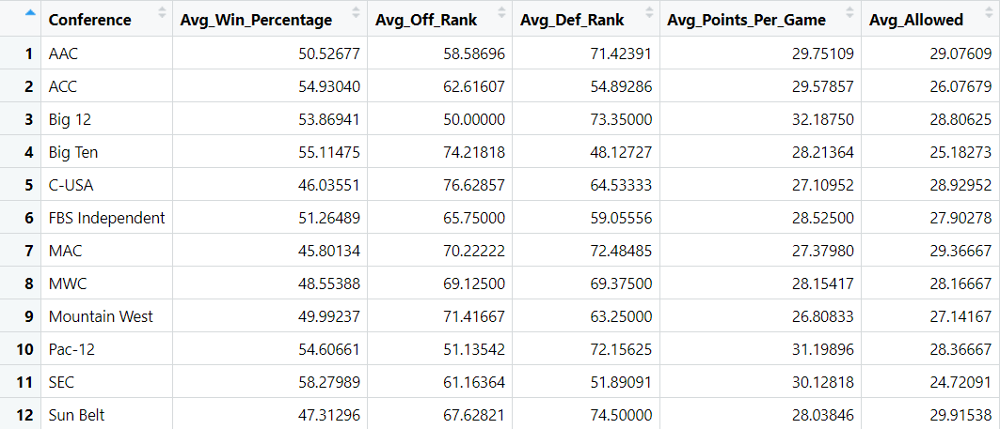 Conference Avg_Win_Percentage Avg_Off_Rank Avg_Def_Rank Avg_Points_Per_Game Avg_Allowed
1 AAC 50.52677 58.58696 71.42391 29.75109 29.07609
2 ACC 54.93040 62.61607 54.89286 29.57857 26.07679
3 Big 12 53.86941 50.00000 73.35000 32.18750 28.80625
4 Big Ten 55.11475 74.21818 48.12727 28.21364 25.18273
5 C-USA 46.03551 76.62857 64.53333 27.10952 28.92952
6 FBS Independent 51.26489 65.75000 59.05556 28.52500 27.90278
7 MAC 45.80134 70.22222 72.48485 27.37980 29.36667
8 MWC 48.55388 69.12500 69.37500 28.15417 28.16667
9 Mountain West 49.99237 71.41667 63.25000 26.80833 27.14167
10 Pac-12 54.60661 51.13542 72.15625 31.19896 28.36667
11 SEC 58.27989 61.16364 51.89091 30.12818 24.72091
12 Sun Belt 47.31296 67.62821 74.50000 28.03846 29.91538